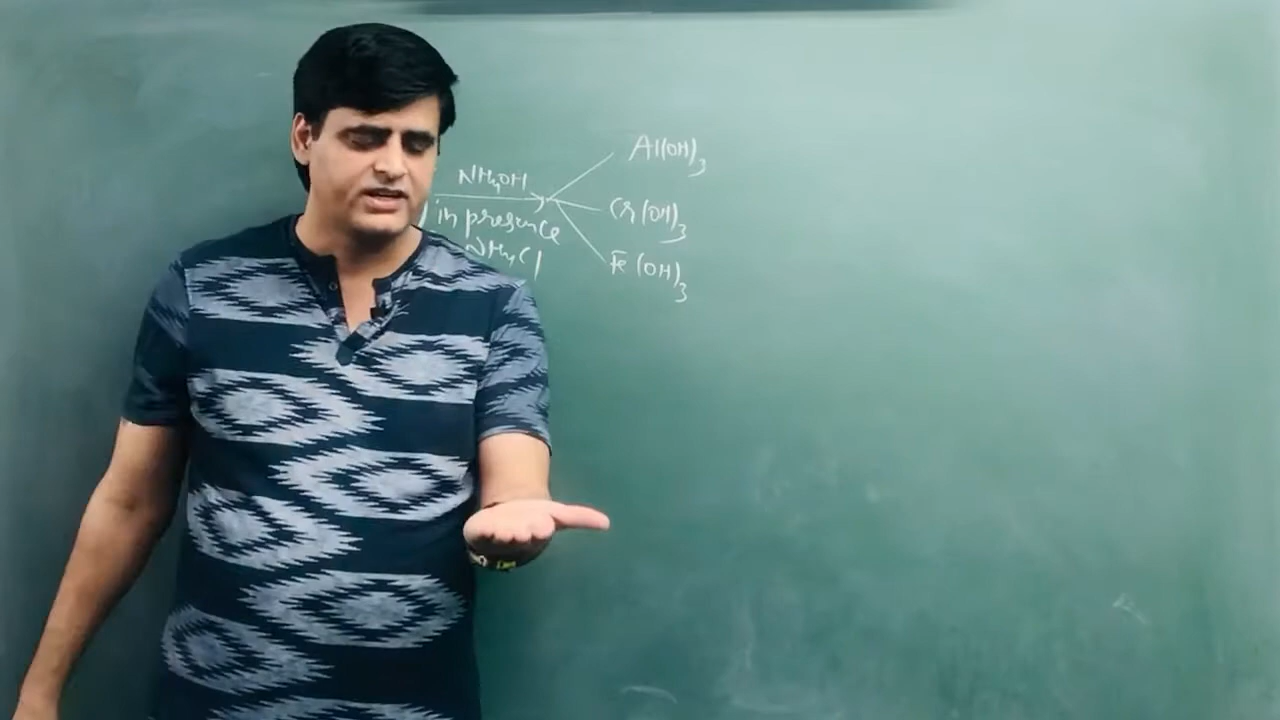 NH4OH
in presence
NH4Cl
Al(OH)3
Cr(OH)3
Fe(OH)3